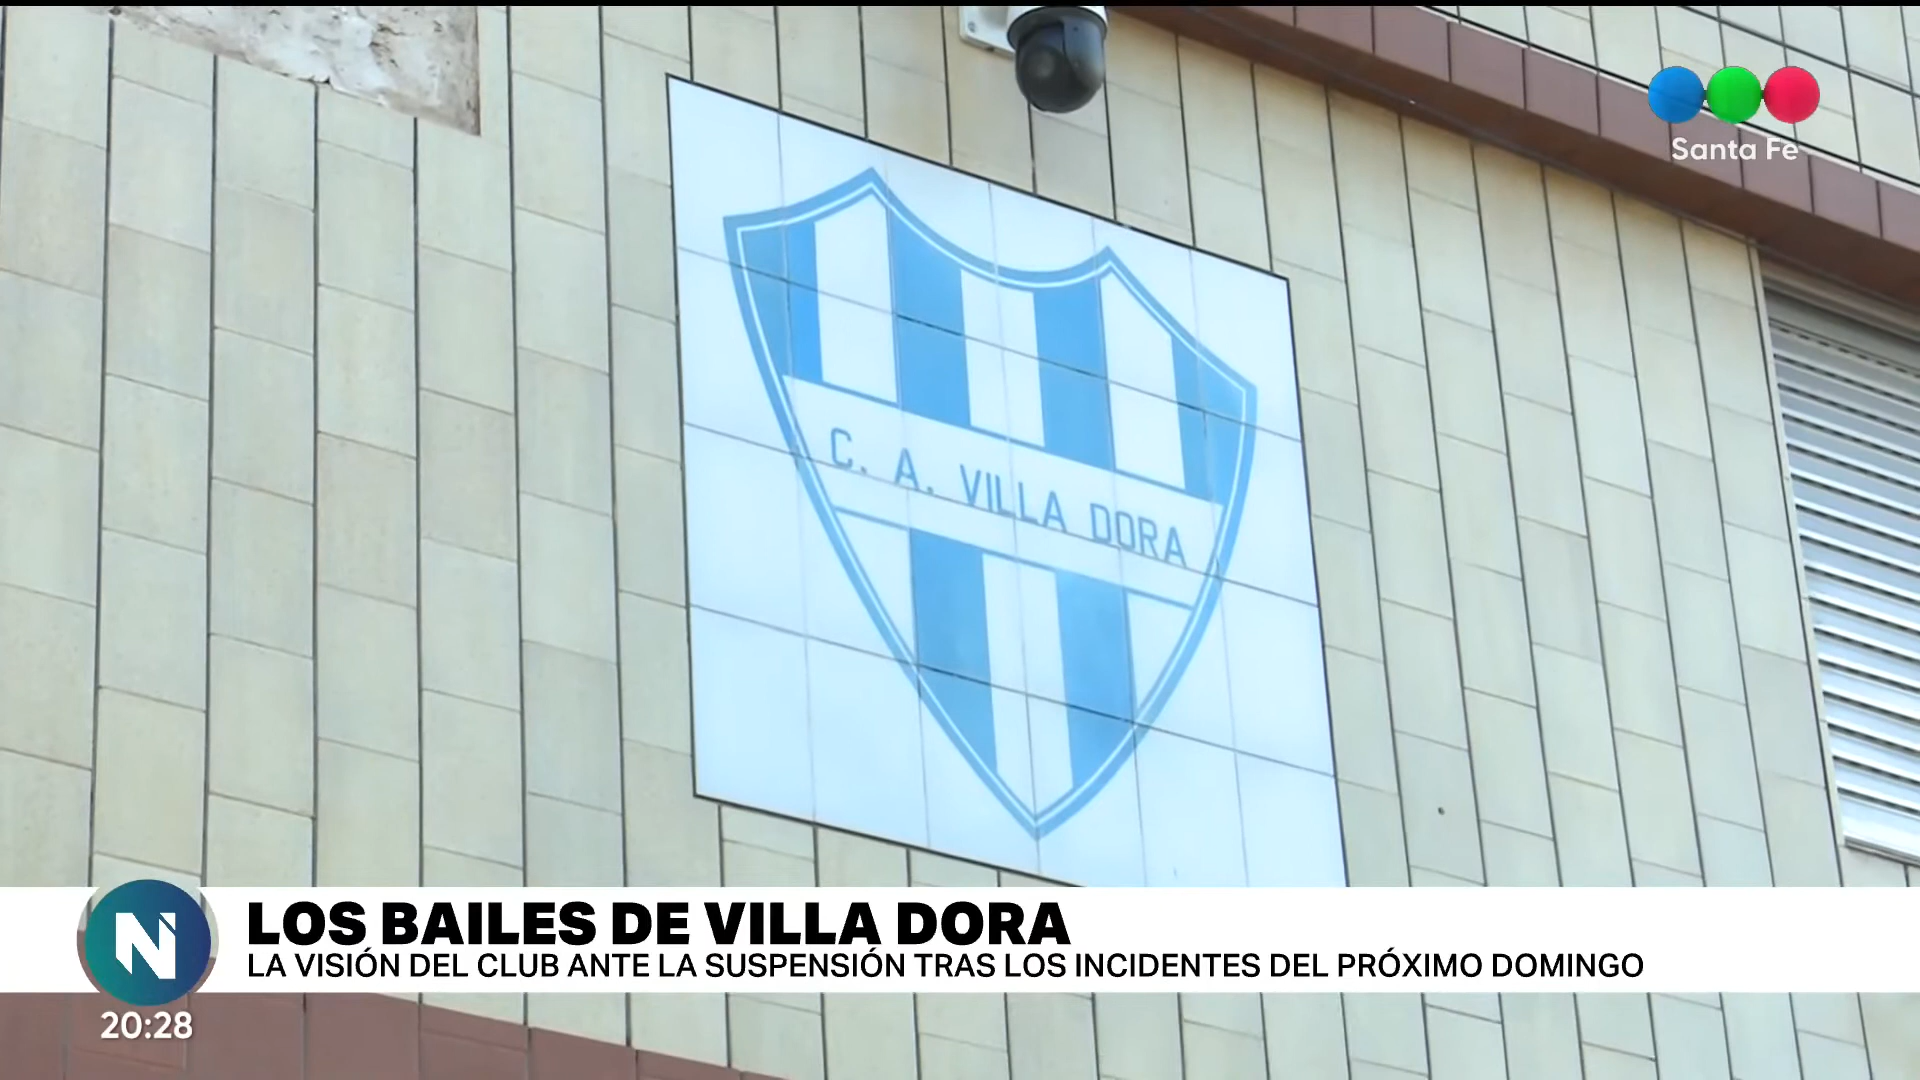 Santa Fe
C. A. VILLA DORA
N
LOS BAILES DE VILLA DORA
LA VISIÓN DEL CLUB ANTE LA SUSPENSIÓN TRAS LOS INCIDENTES DEL PRÓXIMO DOMINGO
20:28